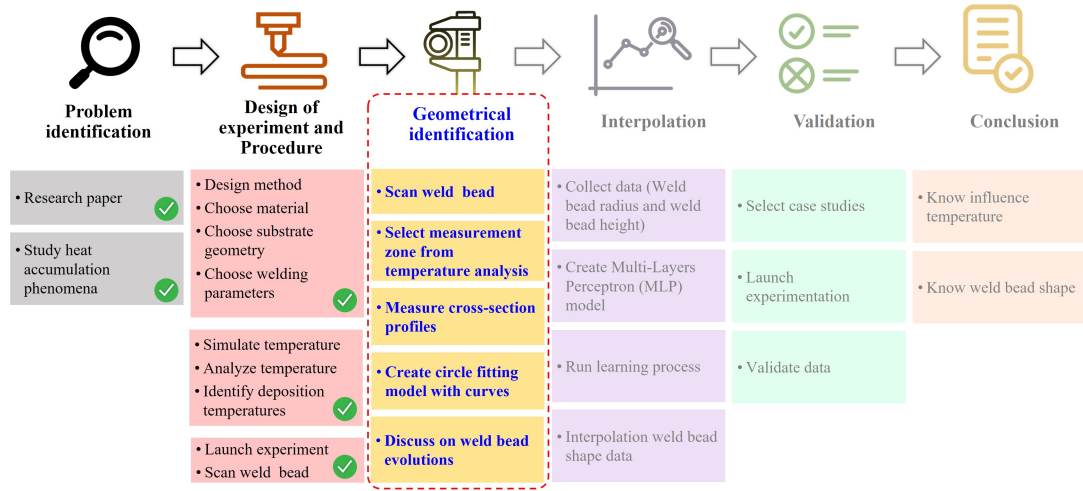 Problem
identification
Design of
experiment and
Procedure
Geometrical
identification
Interpolation
Validation
Conclusion
• Research paper
• Study heat
accumulation
phenomena
• Design method
• Choose material
• Choose substrate
geometry
• Choose welding
parameters
• Simulate temperature
• Analyze temperature
• Identify deposition
temperatures
• Launch experiment
• Scan weld bead
• Scan weld bead
• Select measurement
zone from
temperature analysis
• Measure cross-section
profiles
• Create circle fitting
model with curves
• Discuss on weld bead
evolutions
• Collect data (Weld
bead radius and weld
bead height)
• Create Multi-Layers
Perceptron (MLP)
model
• Run learning process
• Interpolation weld bead
shape data
• Select case studies
• Launch
experimentation
• Validate data
• Know influence
temperature
• Know weld bead shape